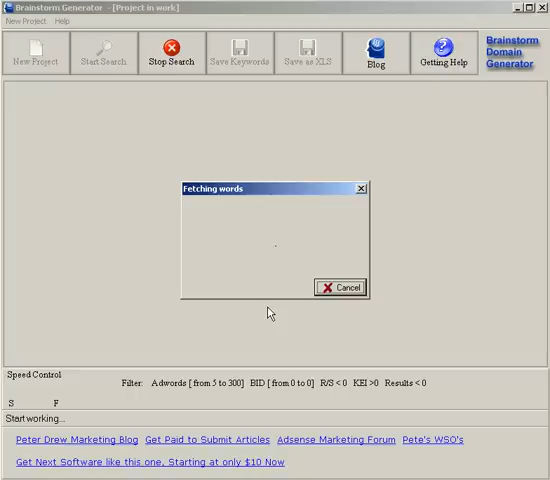 Brainstorm Generator - [Project in work]
New Project Help
New Project Start Search Stop Search Save Keywords Save as XLS Blog Getting Help
Brainstorm
Domain
Generator
Fetching words
Cancel
Speed Control
Filter: Adwords [ from 5 to 300] BID [ from 0 to 0] R/S < 0 KEI >0 Results < 0
S F
Start working...
Peter Drew Marketing Blog Get Paid to Submit Articles Adsense Marketing Forum Pete's WSO's
Get Next Software like this one, Starting at only $10 Now